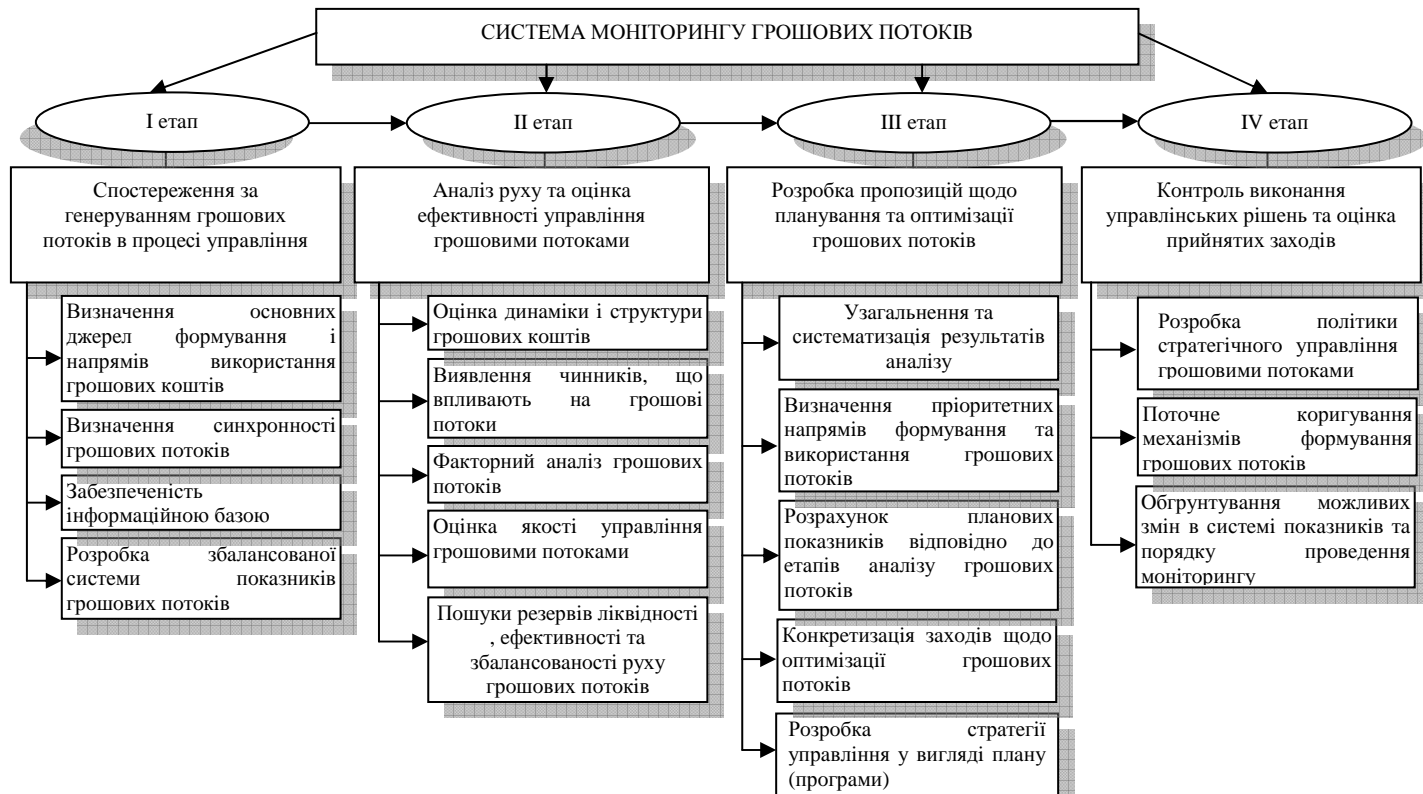 СИСТЕМА МОНІТОРИНГУ ГРОШОВИХ ПОТОКІВ
І етап
ІІ етап
ІІІ етап
ІV етап
Спостереження за
генеруванням грошових
потоків в процесі управління
Визначення основних
джерел формування і
напрямів використання
грошових коштів
Визначення синхронності
грошових потоків
Забезпеченість
інформаційною базою
Розробка збалансованої
системи показників
грошових потоків
Аналіз руху та оцінка
ефективності управління
грошовими потоками
Оцінка динаміки і структури
грошових коштів
Виявлення чинників, що
впливають на грошові
потоки
Факторний аналіз грошових
потоків
Оцінка якості управління
грошовими потоками
Пошуки резервів ліквідності
, ефективності та
збалансованості руху
грошових потоків
Розробка пропозицій щодо
планування та оптимізації
грошових потоків
Узагальнення та
систематизація результатів
аналізу
Визначення пріоритетних
напрямів формування та
використання грошових
потоків
Розрахунок планових
показників відповідно до
етапів аналізу грошових
потоків
Конкретизація заходів щодо
оптимізації грошових
потоків
Розробка стратегії
управління у вигляді плану
(програми)
Контроль виконання
управлінських рішень та оцінка
прийнятих заходів
Розробка політики
стратегічного управління
грошовими потоками
Поточне коригування
механізмів формування
грошових потоків
Обгрунтування можливих
змін в системі показників та
порядку проведення
моніторингу